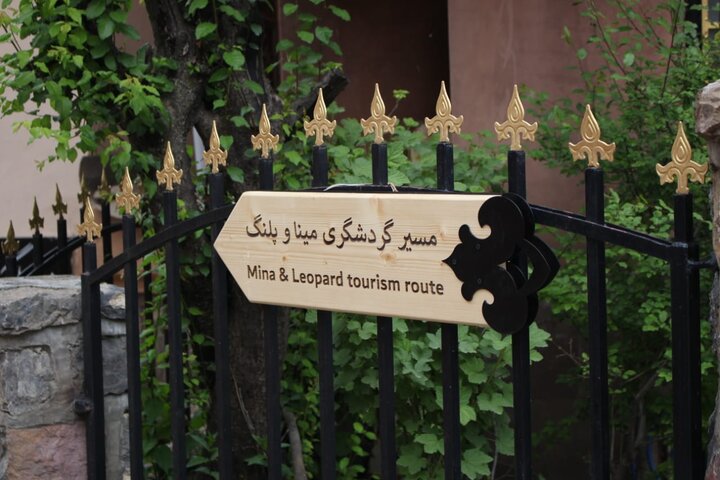 مسیر گردشگری مینا و پلنگ
Mina & Leopard tourism route